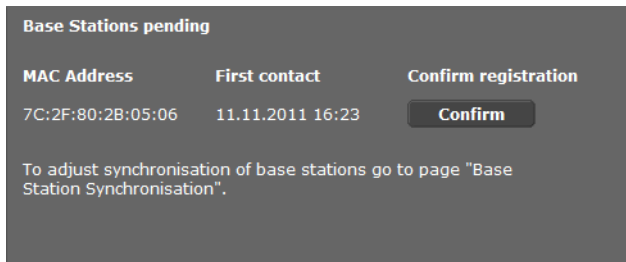 Base Stations pending
MAC Address First contact Confirm registration
7C:2F:80:2B:05:06 11.11.2011 16:23 Confirm
To adjust synchronisation of base stations go to page "Base
Station Synchronisation".